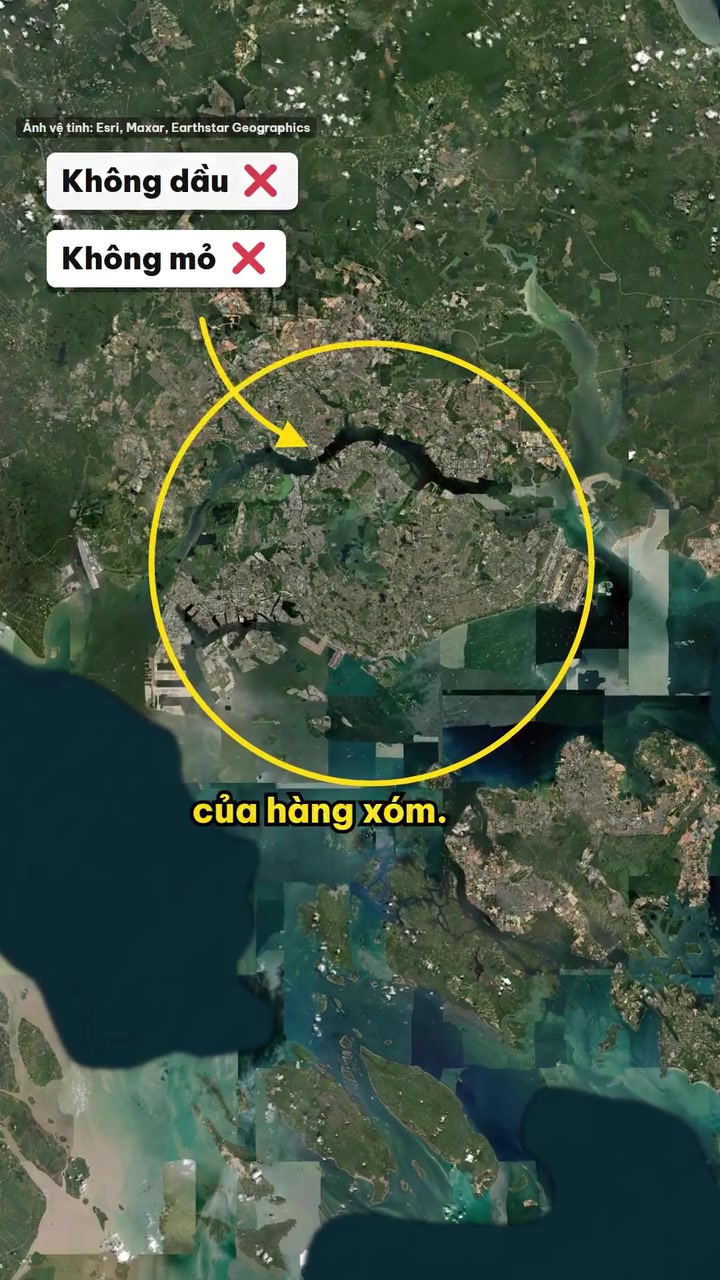 Ảnh vệ tinh: Esri, Maxar, Earthstar Geographics
Không dầu ❌
Không mỏ ❌
của hàng xóm.